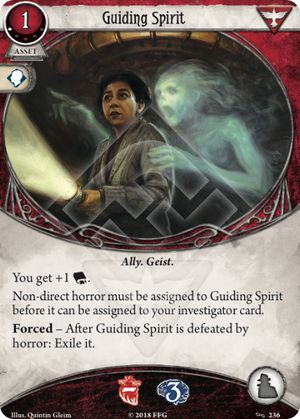 Guiding Spirit
1
ASSET
Ally. Geist.
You get +1 .
Non-direct horror must be assigned to Guiding Spirit
before it can be assigned to your investigator card.
Forced – After Guiding Spirit is defeated by
horror: Exile it.
3
Illus. Quintin Gleim
© 2018 FFG
236